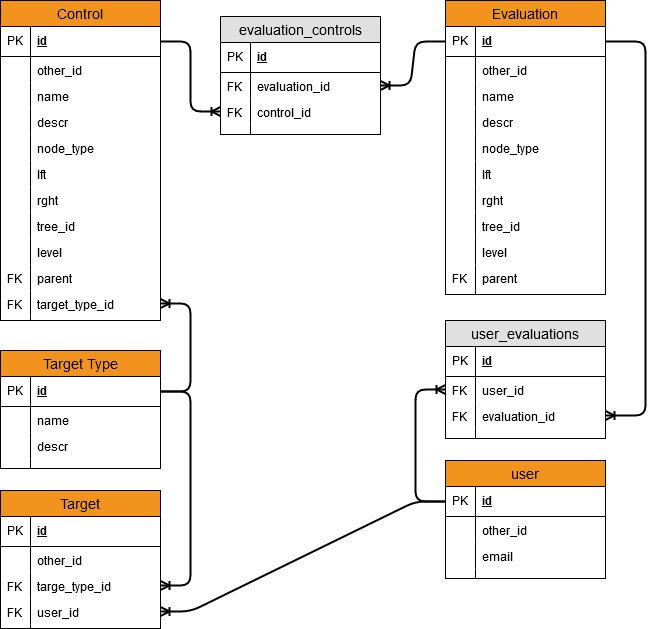 Control
PK id
other_id
name
descr
node_type
lft
rght
tree_id
level
FK parent
FK target_type_id
evaluation_controls
PK id
FK evaluation_id
FK control_id
Evaluation
PK id
other_id
name
descr
node_type
lft
rght
tree_id
level
FK parent
Target Type
PK id
name
descr
user_evaluations
PK id
FK user_id
FK evaluation_id
Target
PK id
other_id
FK targe_type_id
FK user_id
user
PK id
other_id
email